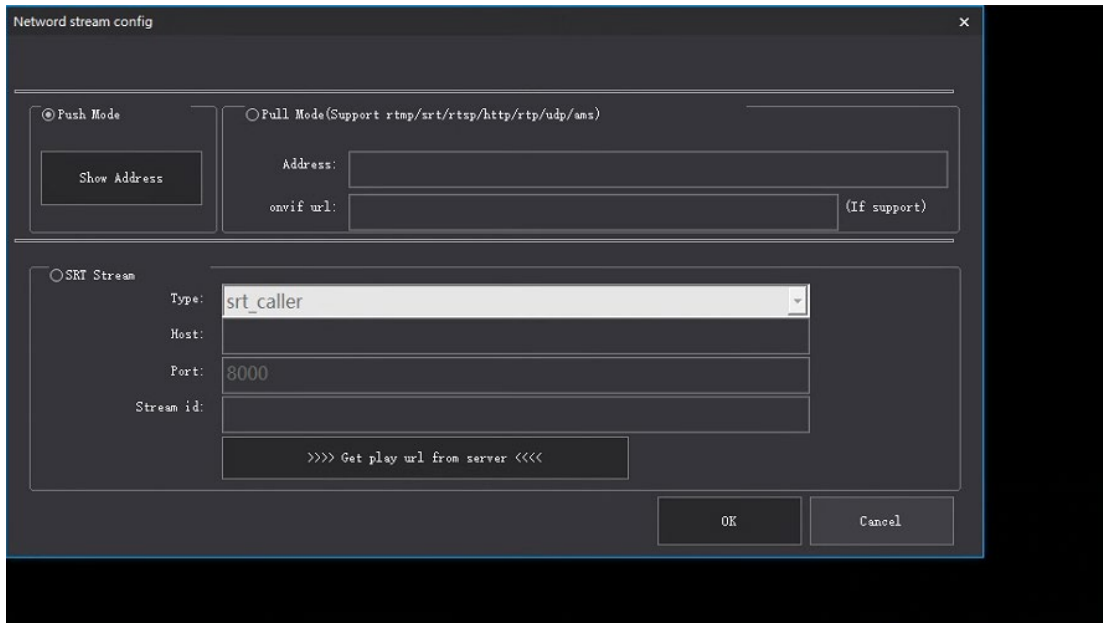 Netword stream config
Push Mode
Show Address
Pull Mode(Support rtmp/srt/rtsp/http/rtp/udp/ams)
Address:
onvif url:
(If support)
SRT Stream
Type:
srt_caller
Host:
Port:
8000
Stream id:
>>>> Get play url from server <<<<
OK
Cancel